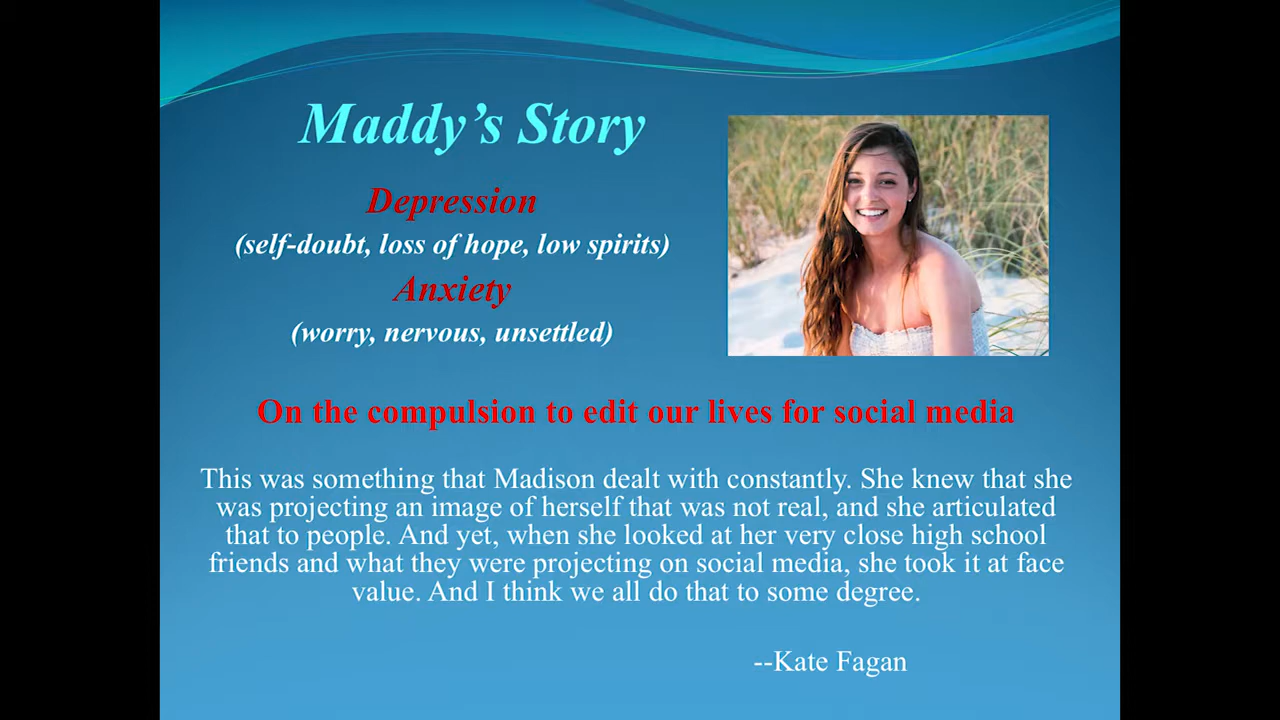 Maddy's Story
Depression
(self-doubt, loss of hope, low spirits)
Anxiety
(worry, nervous, unsettled)
On the compulsion to edit our lives for social media
This was something that Madison dealt with constantly. She knew that she
was projecting an image of herself that was not real, and she articulated
that to people. And yet, when she looked at her very close high school
friends and what they were projecting on social media, she took it at face
value. And I think we all do that to some degree.
--Kate Fagan